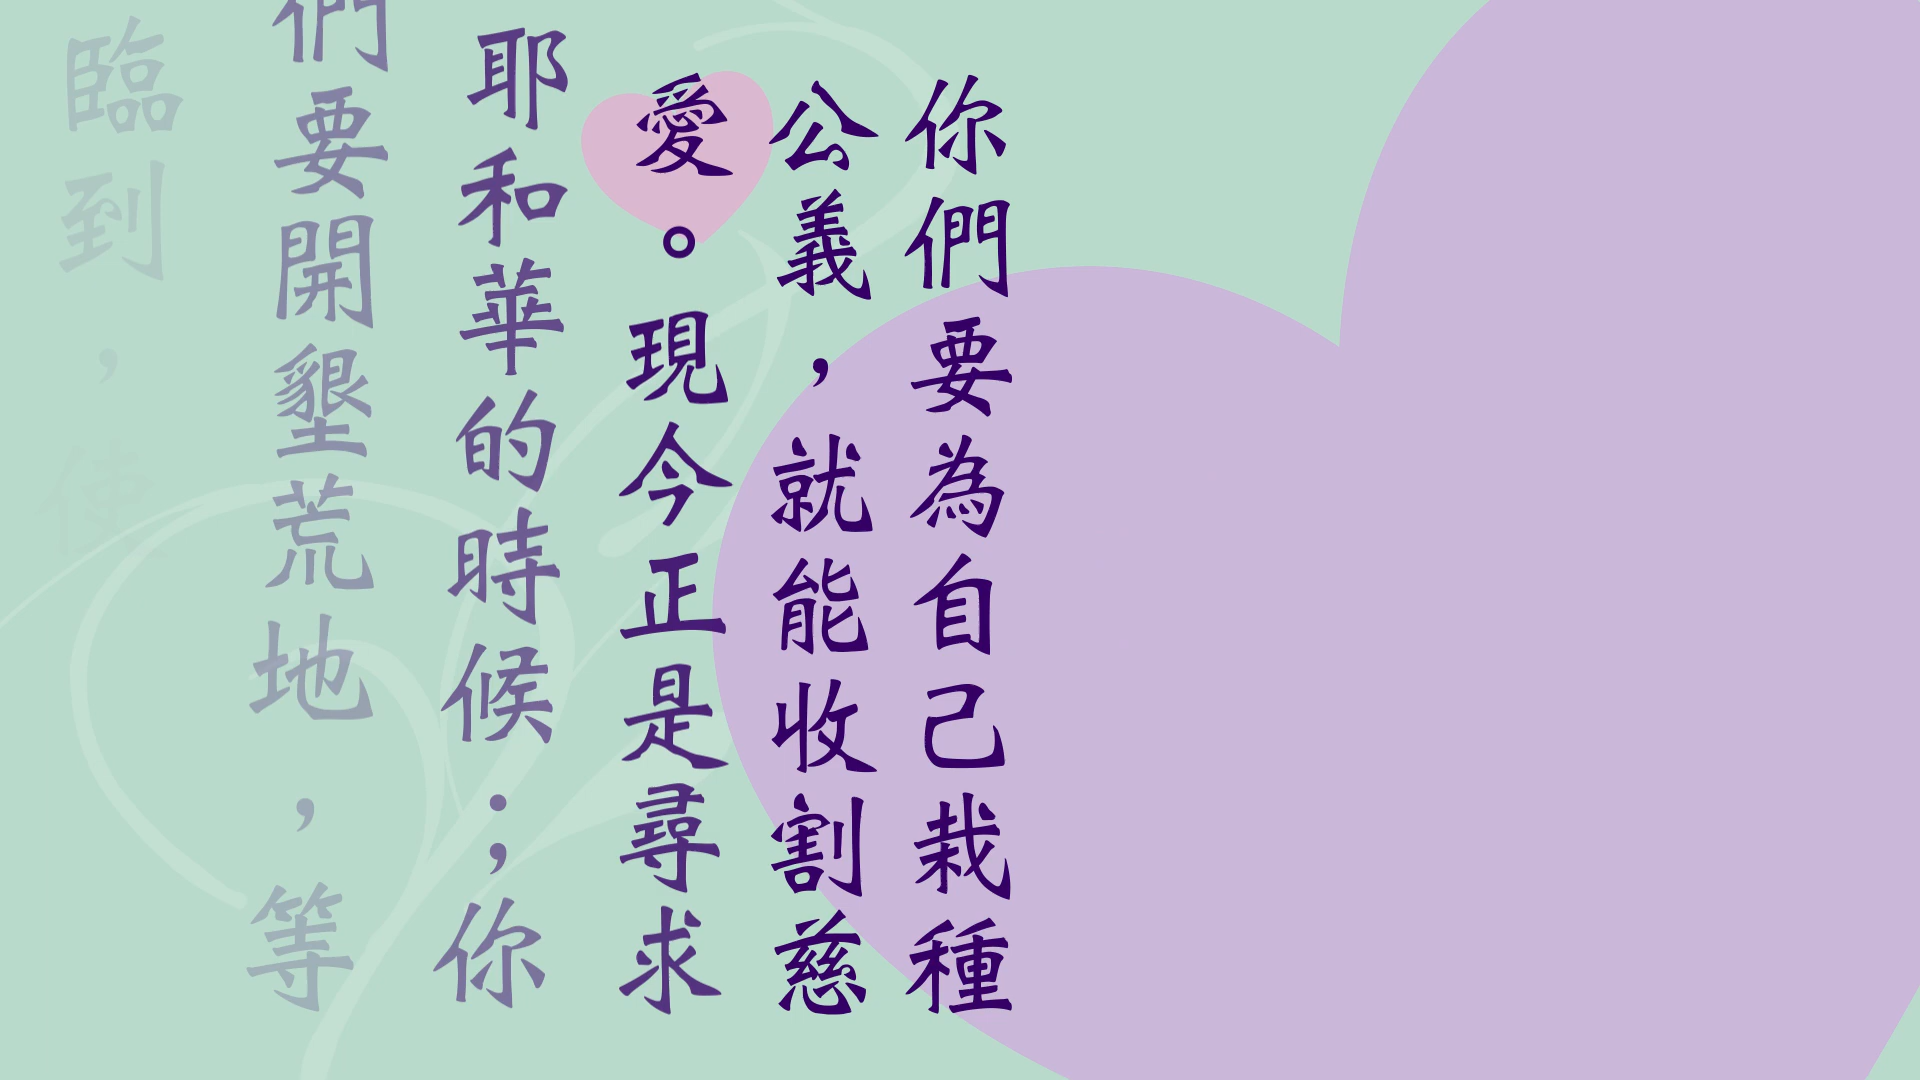 你們要為自己栽種
公義，就能收割慈
愛。現今正是尋求
耶和華的時候；你
們要開墾荒地，等
臨到，使